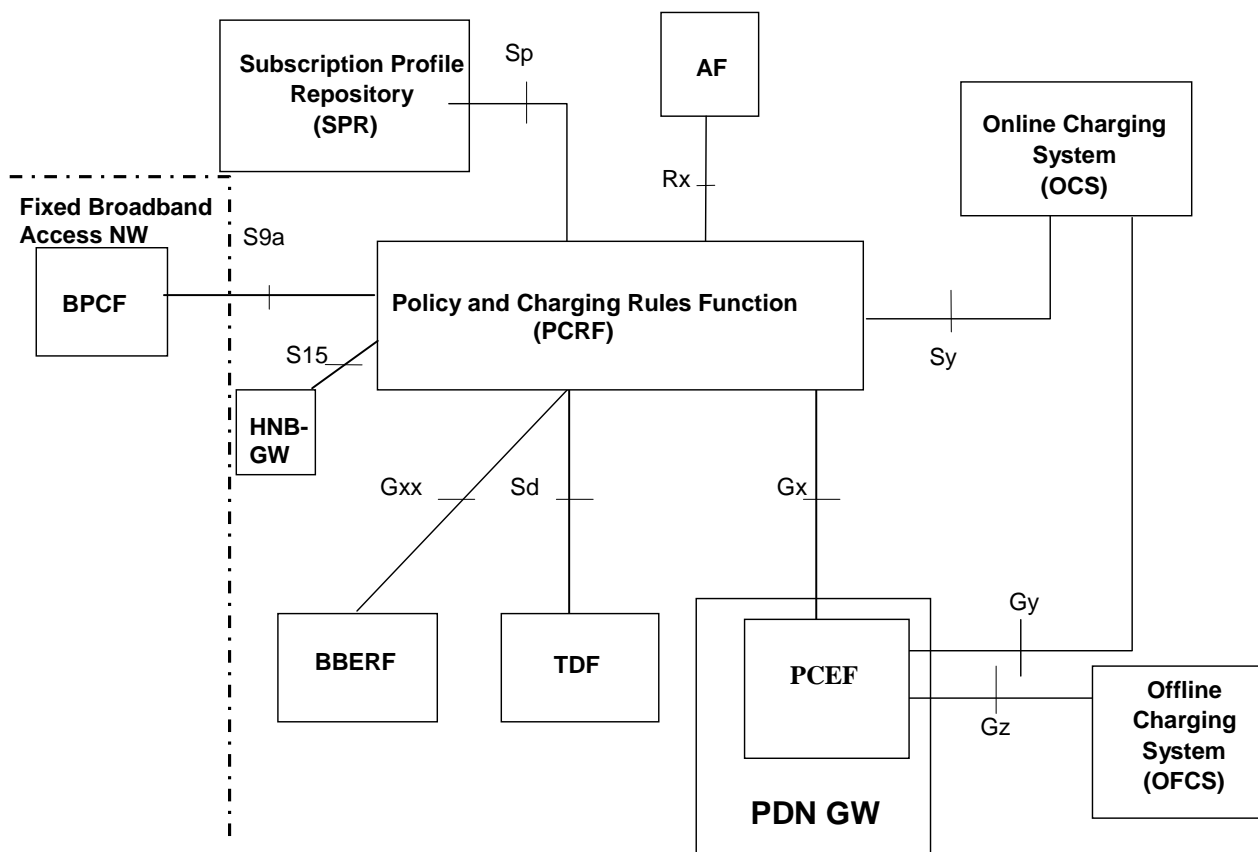 Subscription Profile
Repository
(SPR)
Sp
AF
Rx
Online Charging
System
(OCS)
Fixed Broadband
Access NW
S9a
BPCF
Policy and Charging Rules Function
(PCRF)
Sy
S15
HNB-
GW
Gxx
Sd
Gx
BBERF
TDF
PCEF
PDN GW
Gy
Gz
Offline
Charging
System
(OFCS)